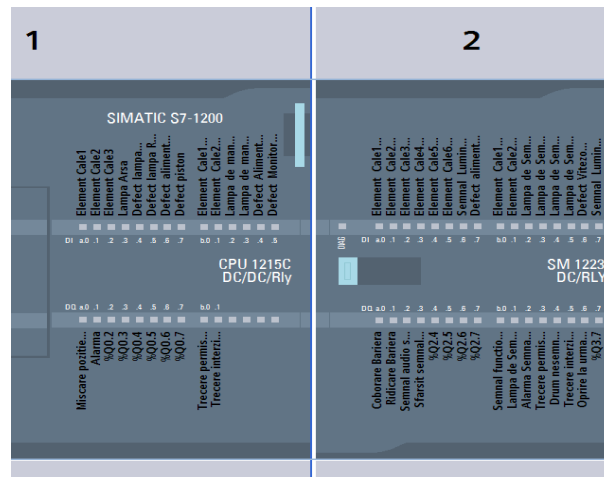 1
2
SIMATIC S7-1200
Element Cale1
Element Cale2
Element Cale3
Lampa Arsa
Defect lampa...
Defect lampa R...
Defect aliment...
Defect piston
Element Cale1...
Element Cale2...
Lampa de man...
Lampa de man...
Defect Aliment...
Defect Monitor...
DI a.0 .1 .2 .3 .4 .5 .6 .7 b.0 .1 .2 .3 .4 .5
CPU 1215C
DC/DC/Rly
DQ a.0 .1 .2 .3 .4 .5 .6 .7 b.0 .1
Miscare pozitie...
Alarma
%Q0.2
%Q0.3
%Q0.4
%Q0.5
%Q0.6
%Q0.7
Trecere permis...
Trecere interzi...
Element Cale1...
Element Cale2...
Element Cale3...
Element Cale4...
Element Cale5...
Element Cale6...
Semnal Lumin...
Defect aliment...
Element Cale1...
Element Cale2...
Lampa de Sem...
Lampa de Sem...
Lampa de Sem...
Lampa de Sem...
Defect Vitezo...
Semnal Lumin...
DIAG
DI a.0 .1 .2 .3 .4 .5 .6 .7 b.0 .1 .2 .3 .4 .5 .6 .7
SM 1223
DC/RLY
DQ a.0 .1 .2 .3 .4 .5 .6 .7 b.0 .1 .2 .3 .4 .5 .6 .7
Coborare Bariera
Ridicare Bariera
Semnal audio s...
Sfarsit semnal...
%Q2.4
%Q2.5
%Q2.6
%Q2.7
Semnal functio...
Lampa de Sem...
Alarma Semna...
Trecere permis...
Drum nesemn...
Trecere interzi...
Oprire la urma...
%Q3.7